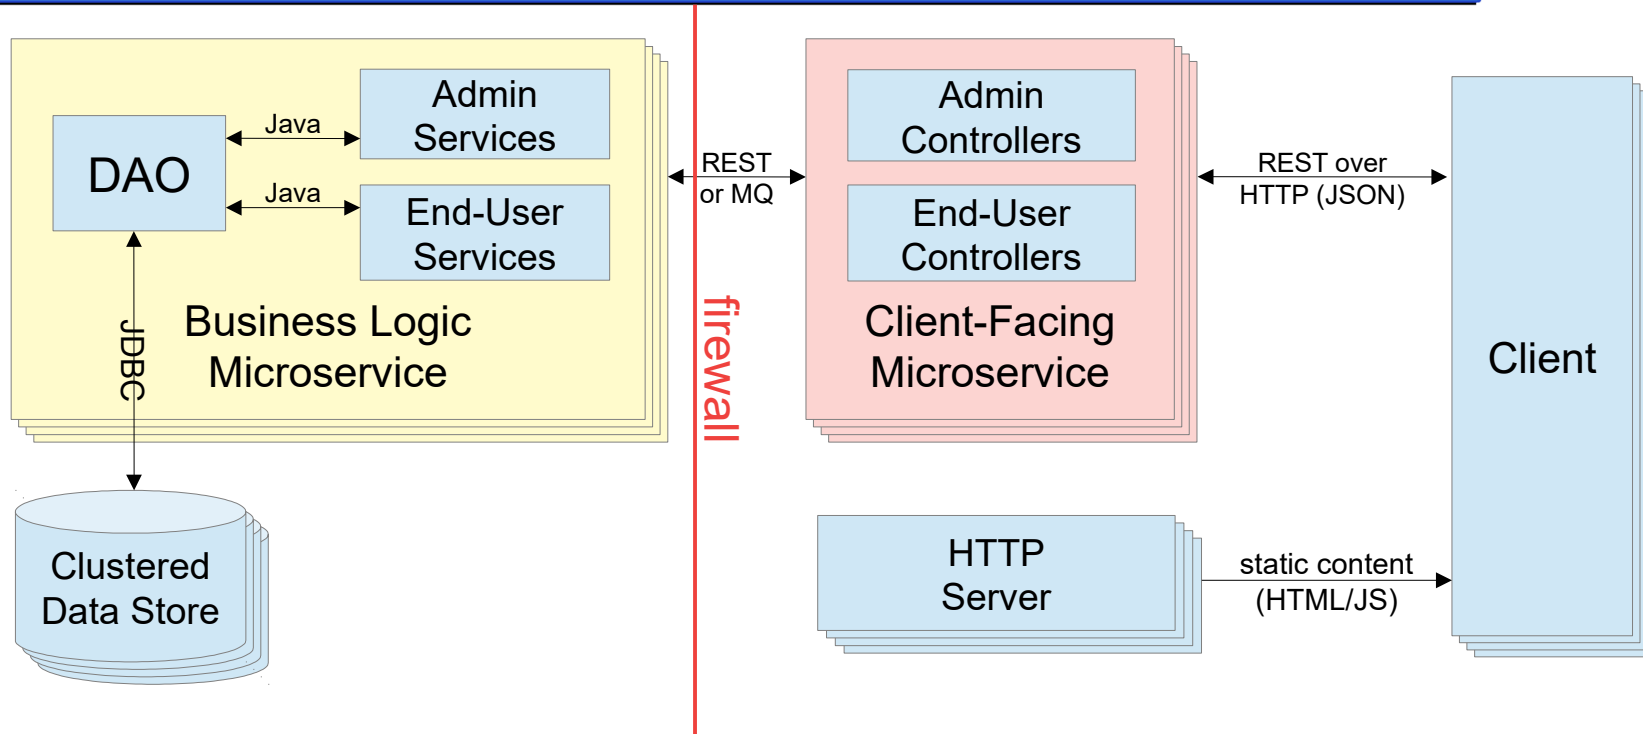 Admin
Services
DAO
Java
Java
End-User
Services
Business Logic
Microservice
JDBC
Clustered
Data Store
REST
or MQ
firewall
Admin
Controllers
End-User
Controllers
Client-Facing
Microservice
REST over
HTTP (JSON)
HTTP
Server
static content
(HTML/JS)
Client